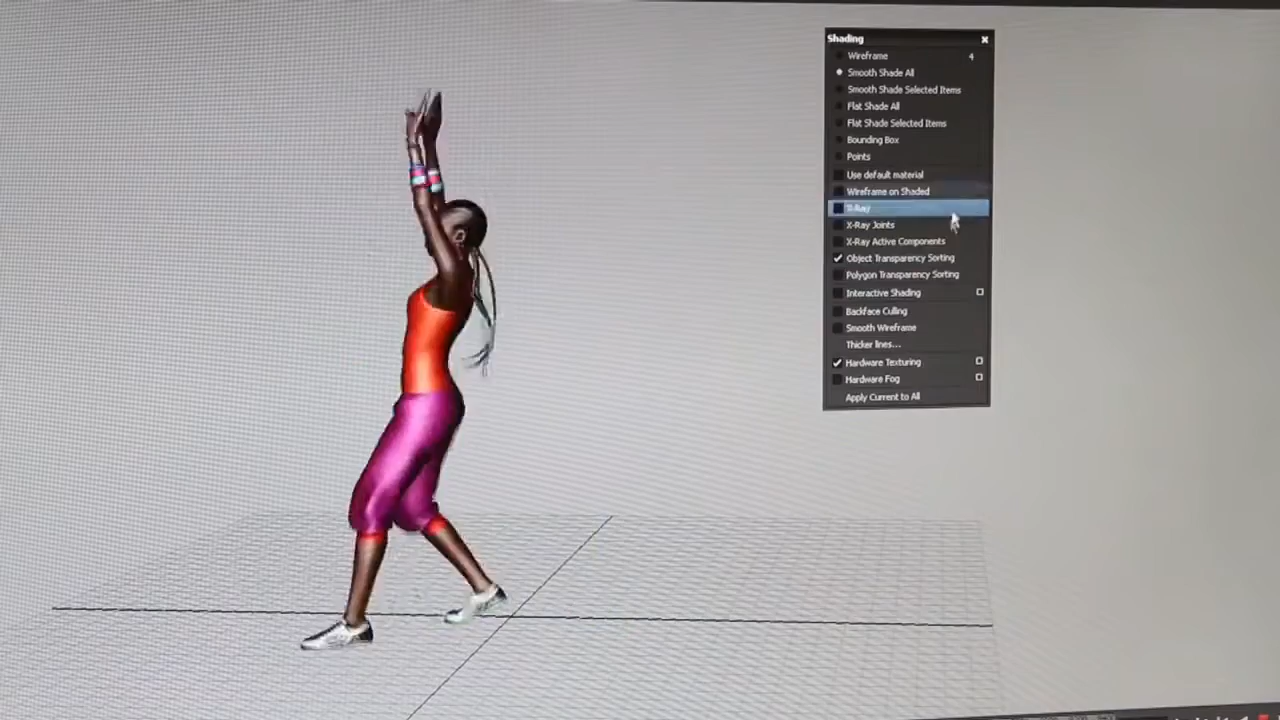 Shading
Wireframe 4
Smooth Shade All
Smooth Shade Selected Items
Flat Shade All
Flat Shade Selected Items
Bounding Box
Points
Use default material
Wireframe on Shaded
X-Ray
X-Ray Joints
X-Ray Active Components
Object Transparency Sorting
Polygon Transparency Sorting
Interactive Shading
Backface Culling
Smooth Wireframe
Thicker lines...
Hardware Texturing
Hardware Fog
Apply Current to All